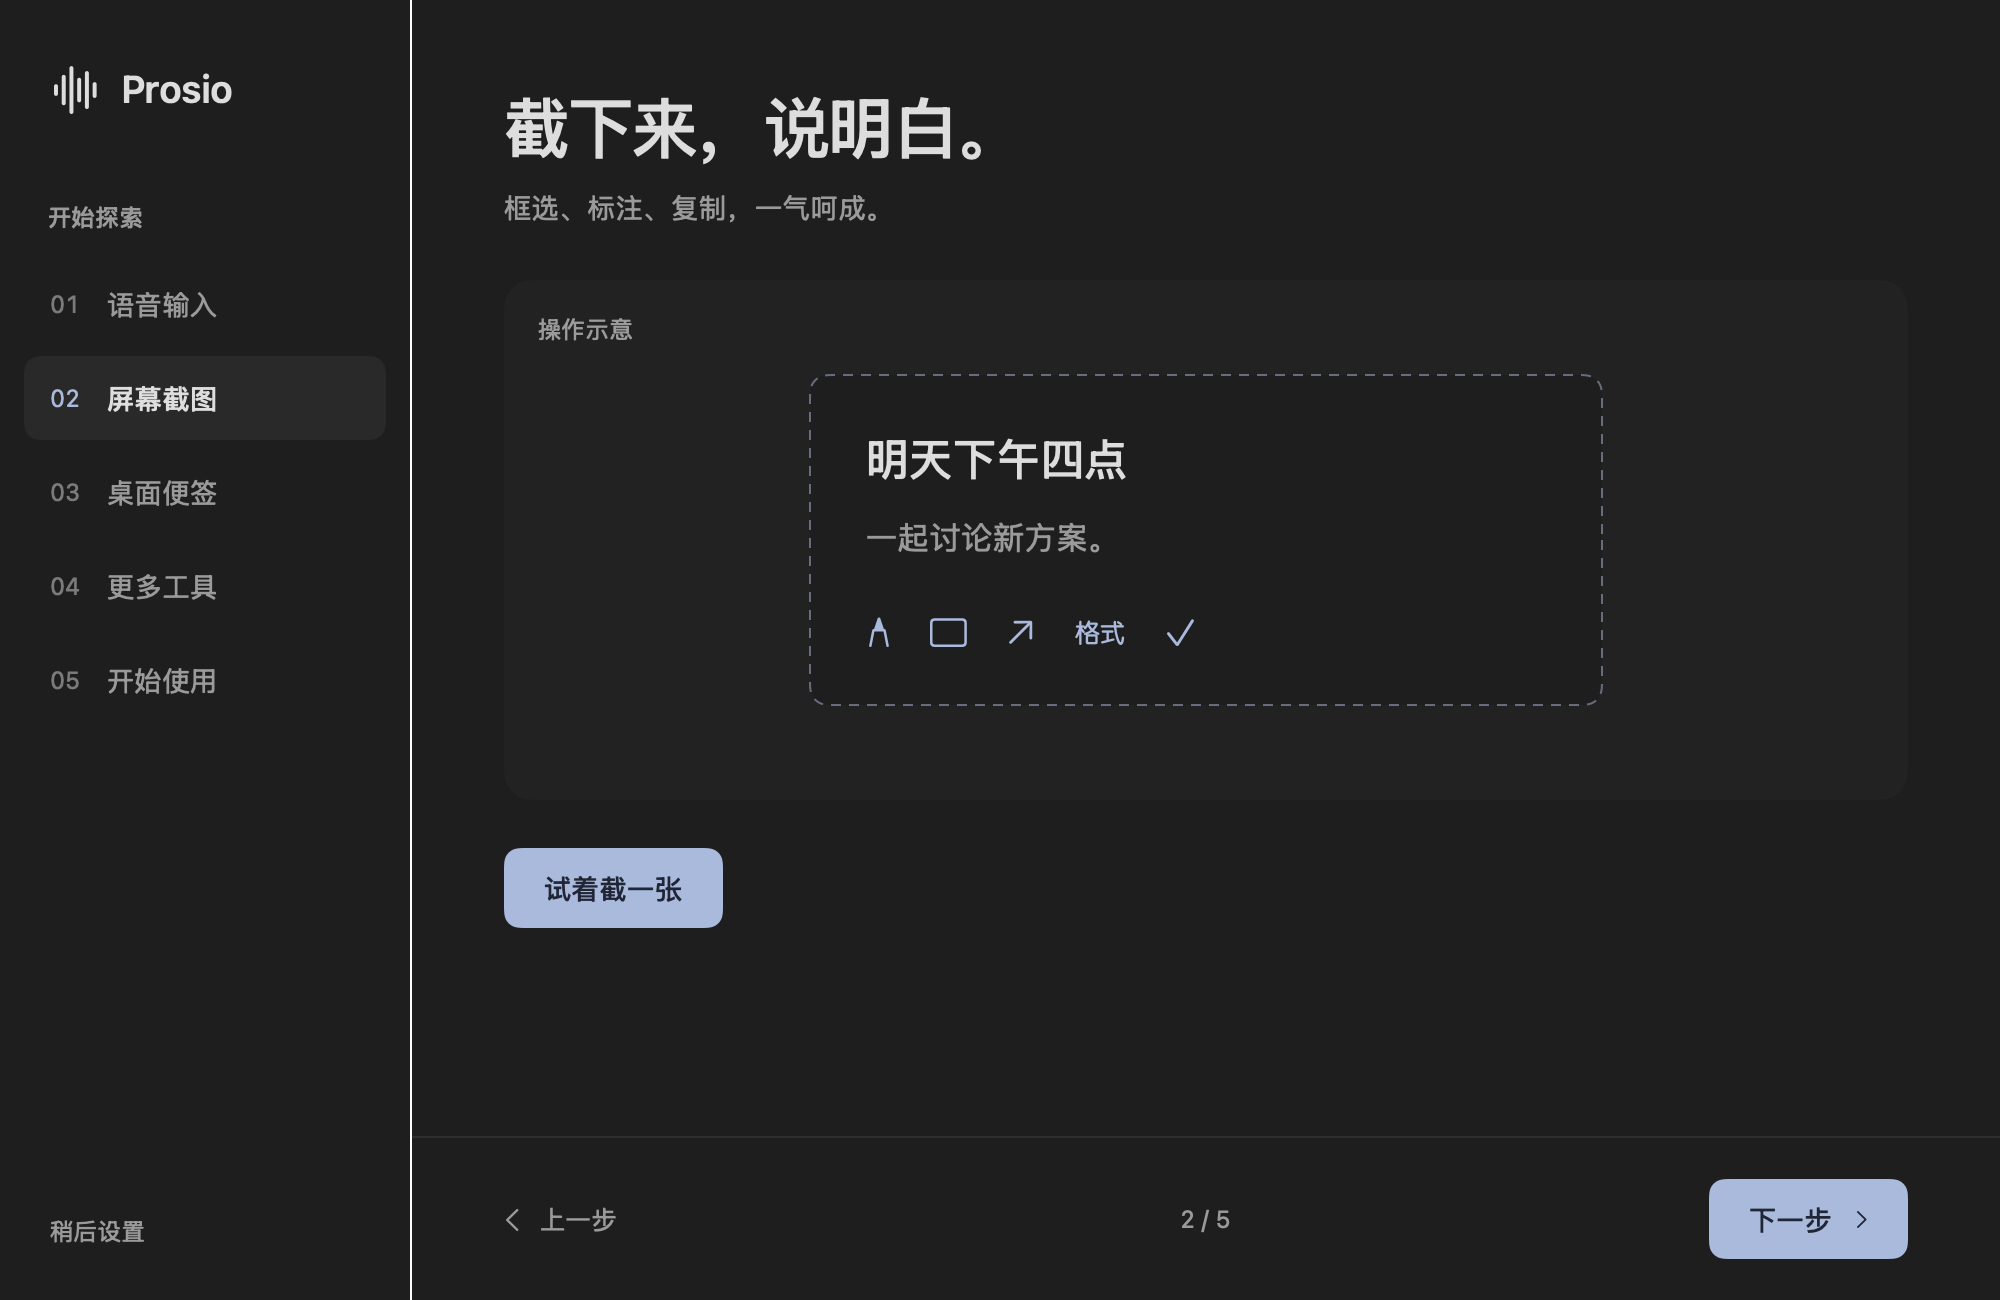 Prosio
开始探索
01 语音输入
02 屏幕截图
03 桌面便签
04 更多工具
05 开始使用
稍后设置
截下来，说明白。
框选、标注、复制，一气呵成。
操作示意
明天下午四点
一起讨论新方案。
格式
试着截一张
上一步
2 / 5
下一步